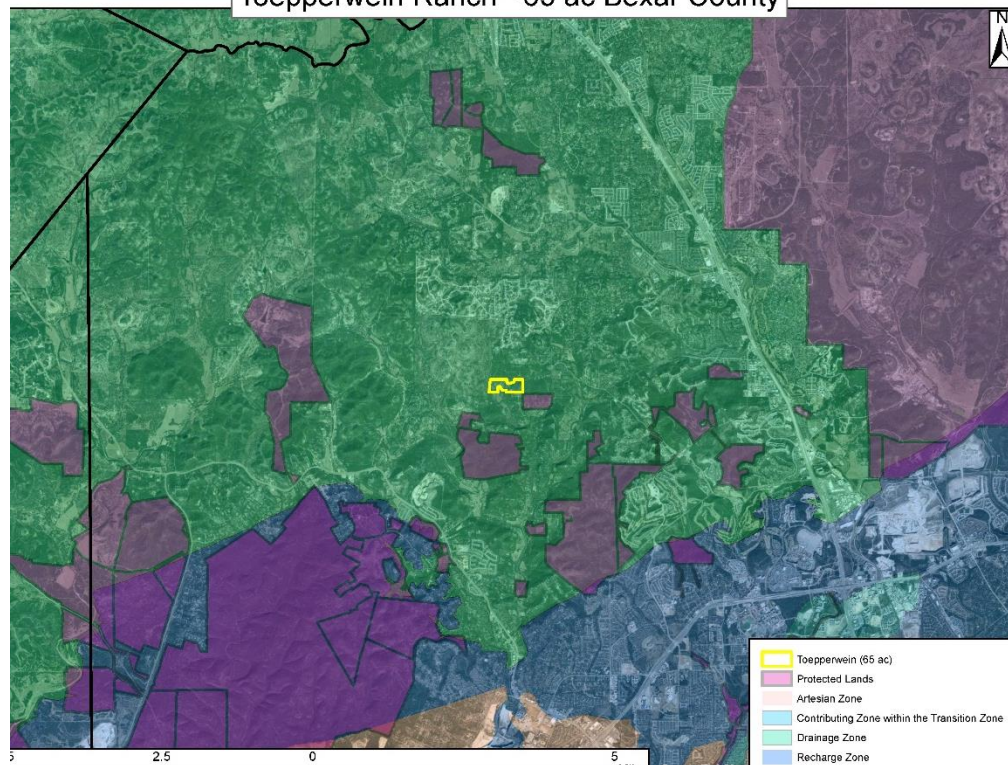 Toepperwein Ranch - 65 ac Bexar County
N
Toepperwein (65 ac)
Protected Lands
Artesian Zone
Contributing Zone within the Transition Zone
Drainage Zone
Recharge Zone
5 2.5 0 5